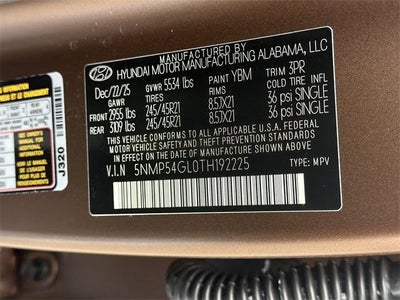 MANUFACTURED BY
HYUNDAI MOTOR MANUFACTURING ALABAMA, LLC
Dec/22/25 GVWR 5534 lbs PAINT YBM TRIM 3PR
GAWR TIRES RIMS COLD TIRE INFL
FRONT 2955 lbs 245/45R21 8.57X21 36 psi SINGLE
REAR 3109 lbs 245/45R21 8.57X21 36 psi SINGLE
THIS VEHICLE CONFORMS TO ALL APPLICABLE U.S.A. FEDERAL MOTOR
VEHICLE SAFETY AND THEFT PREVENTION STANDARDS IN EFFECT ON
THE DATE OF MANUFACTURE SHOWN ABOVE.
V.I.N 5NMP54GL0TH192225 TYPE: MPV
J320